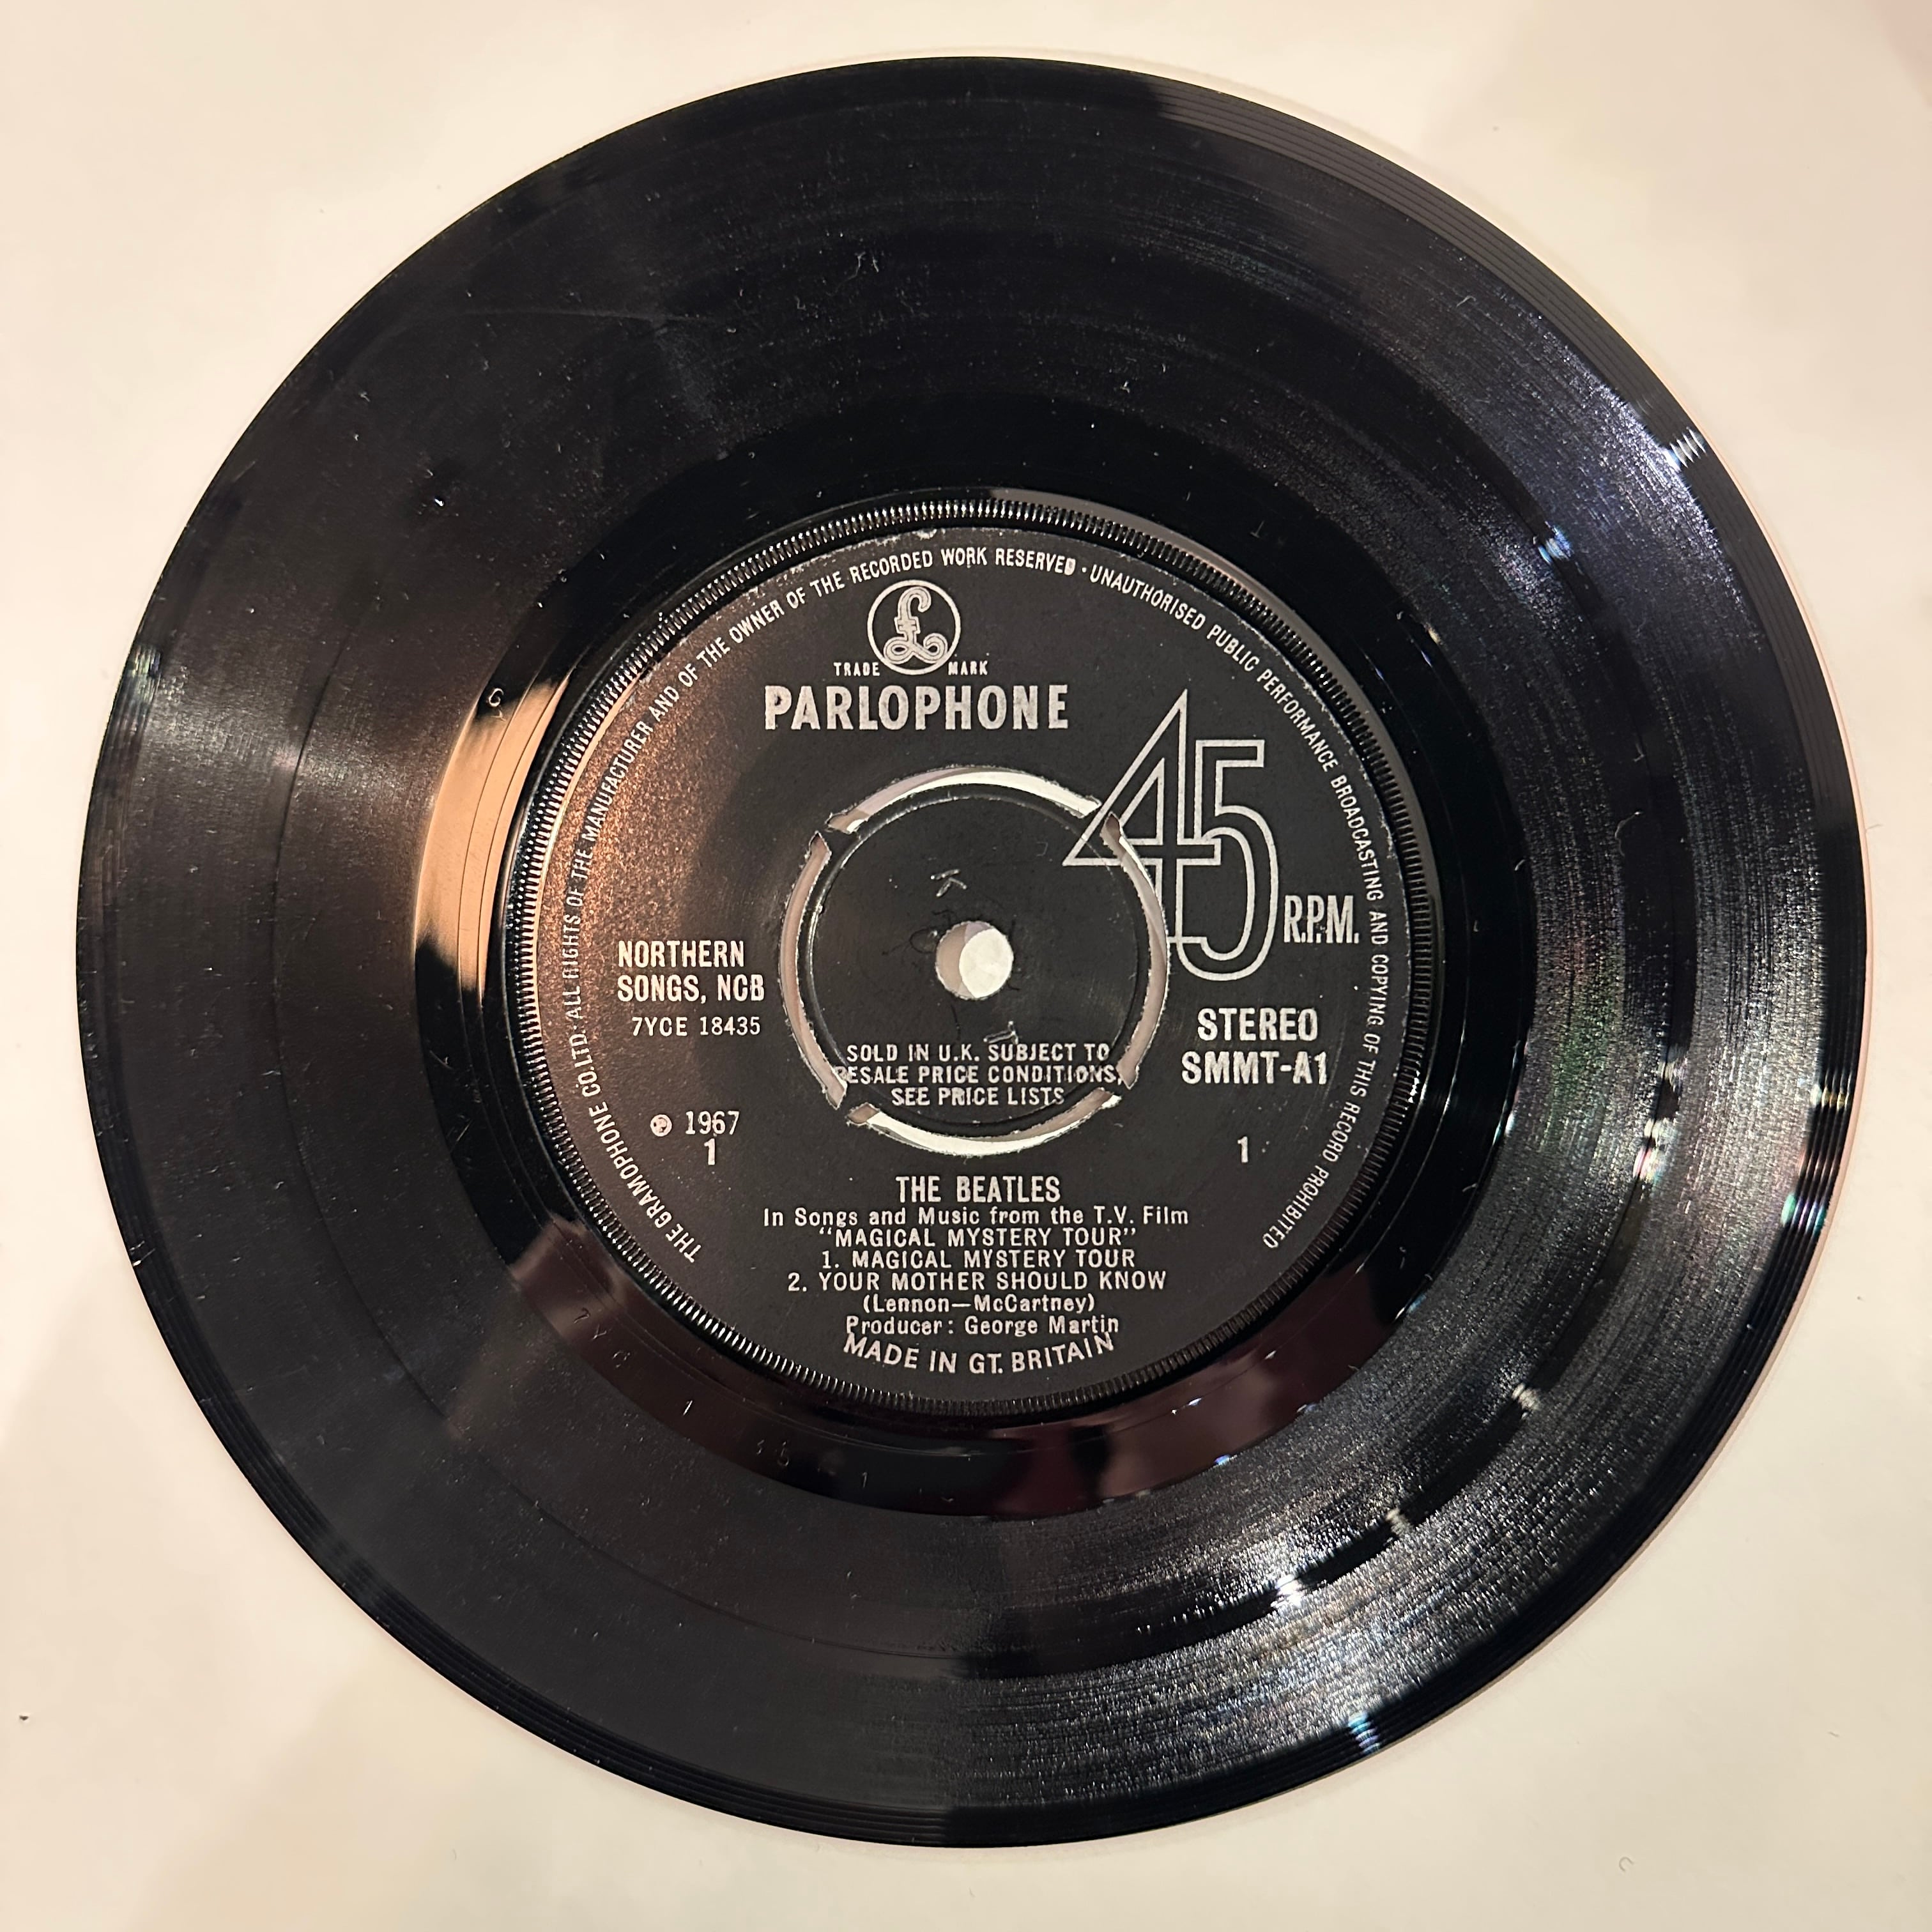 THE GRAMOPHONE CO.LTD. ALL RIGHTS OF THE MANUFACTURER AND OF THE OWNER OF THE RECORDED WORK RESERVED · UNAUTHORISED PUBLIC PERFORMANCE BROADCASTING AND COPYING OF THIS RECORD PROHIBITED
£
TRADE MARK
PARLOPHONE
45 R.P.M.
NORTHERN
SONGS, NCB
7YCE 18435
STEREO
SMMT-A1
SOLD IN U.K. SUBJECT TO
RESALE PRICE CONDITIONS,
SEE PRICE LISTS
℗ 1967
1
1
THE BEATLES
In Songs and Music from the T.V. Film
"MAGICAL MYSTERY TOUR"
1. MAGICAL MYSTERY TOUR
2. YOUR MOTHER SHOULD KNOW
(Lennon—McCartney)
Producer: George Martin
MADE IN GT. BRITAIN